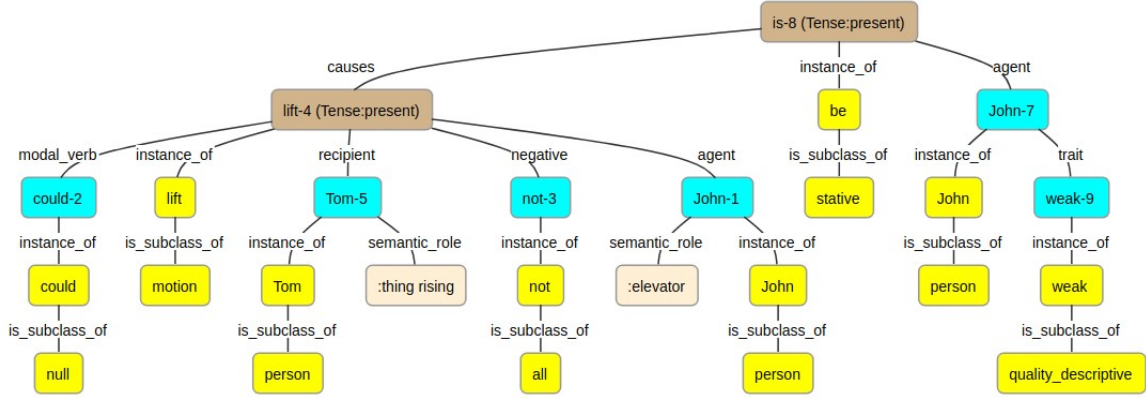 is-8 (Tense:present)
causes instance_of agent
lift-4 (Tense:present) be John-7
modal_verb instance_of recipient negative agent is_subclass_of instance_of trait
could-2 lift Tom-5 not-3 John-1 stative John weak-9
instance_of is_subclass_of instance_of semantic_role instance_of semantic_role instance_of is_subclass_of instance_of
could motion Tom :thing rising not :elevator John person weak
is_subclass_of is_subclass_of is_subclass_of is_subclass_of is_subclass_of
null person all person quality_descriptive